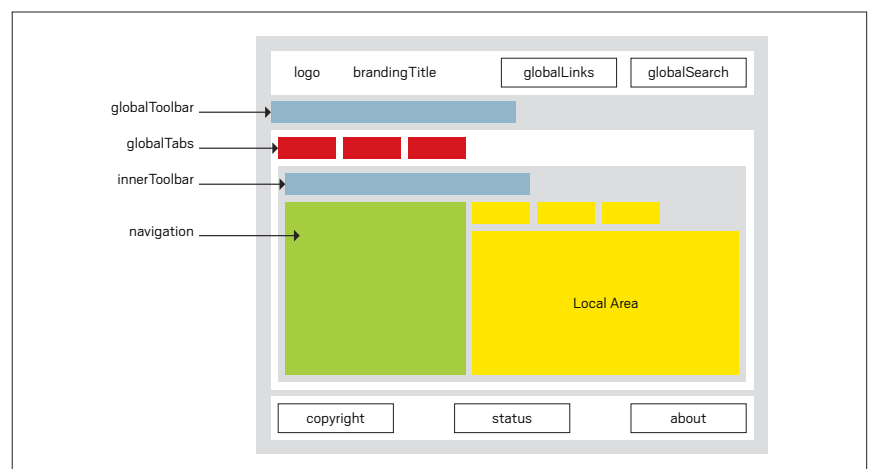 logo brandingTitle globalLinks globalSearch
globalToolbar
globalTabs
innerToolbar
navigation
Local Area
copyright status about